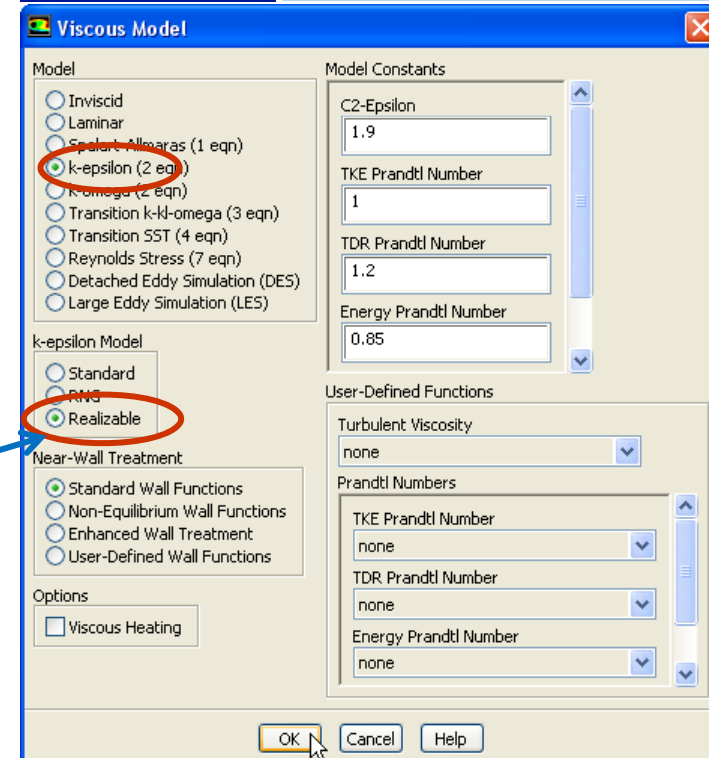 Viscous Model
Model
Inviscid
Laminar
Spalart-Allmaras (1 eqn)
k-epsilon (2 eqn)
k-omega (2 eqn)
Transition k-kl-omega (3 eqn)
Transition SST (4 eqn)
Reynolds Stress (7 eqn)
Detached Eddy Simulation (DES)
Large Eddy Simulation (LES)
k-epsilon Model
Standard
RNG
Realizable
Near-Wall Treatment
Standard Wall Functions
Non-Equilibrium Wall Functions
Enhanced Wall Treatment
User-Defined Wall Functions
Options
Viscous Heating
Model Constants
C2-Epsilon
1.9
TKE Prandtl Number
1
TDR Prandtl Number
1.2
Energy Prandtl Number
0.85
User-Defined Functions
Turbulent Viscosity
none
Prandtl Numbers
TKE Prandtl Number
none
TDR Prandtl Number
none
Energy Prandtl Number
none
OK
Cancel
Help